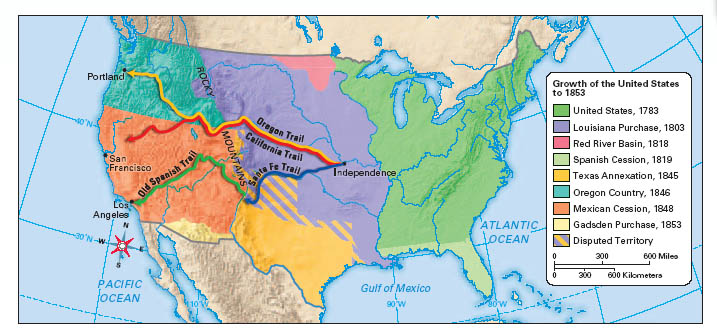 Portland
ROCKY
MOUNTAINS
Oregon Trail
California Trail
Santa Fe Trail
Old Spanish Trail
Independence
40°N
San
Francisco
Los
Angeles
30°N
N
W
E
S
PACIFIC
OCEAN
110°W
Gulf of Mexico
90°W
80°W
ATLANTIC
OCEAN
Growth of the United States
to 1853
United States, 1783
Louisiana Purchase, 1803
Red River Basin, 1818
Spanish Cession, 1819
Texas Annexation, 1845
Oregon Country, 1846
Mexican Cession, 1848
Gadsden Purchase, 1853
Disputed Territory
0 300 600 Miles
0 300 600 Kilometers